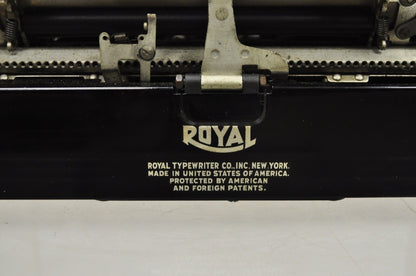 ROYAL
ROYAL TYPEWRITER CO., INC. NEW YORK.
MADE IN UNITED STATES OF AMERICA.
PROTECTED BY AMERICAN
AND FOREIGN PATENTS.